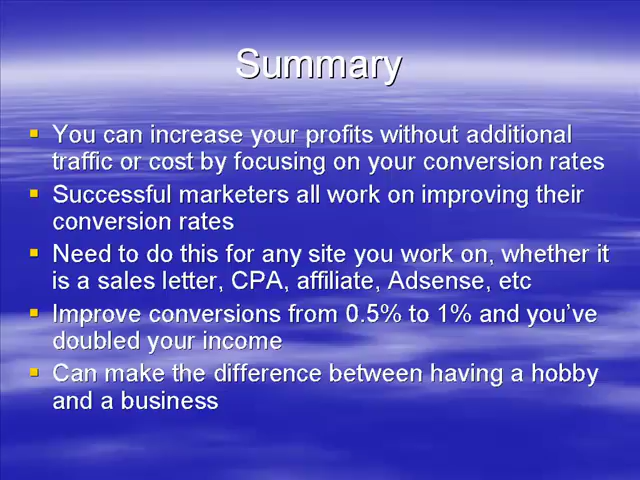 Summary
You can increase your profits without additional
traffic or cost by focusing on your conversion rates
Successful marketers all work on improving their
conversion rates
Need to do this for any site you work on, whether it
is a sales letter, CPA, affiliate, Adsense, etc
Improve conversions from 0.5% to 1% and you've
doubled your income
Can make the difference between having a hobby
and a business